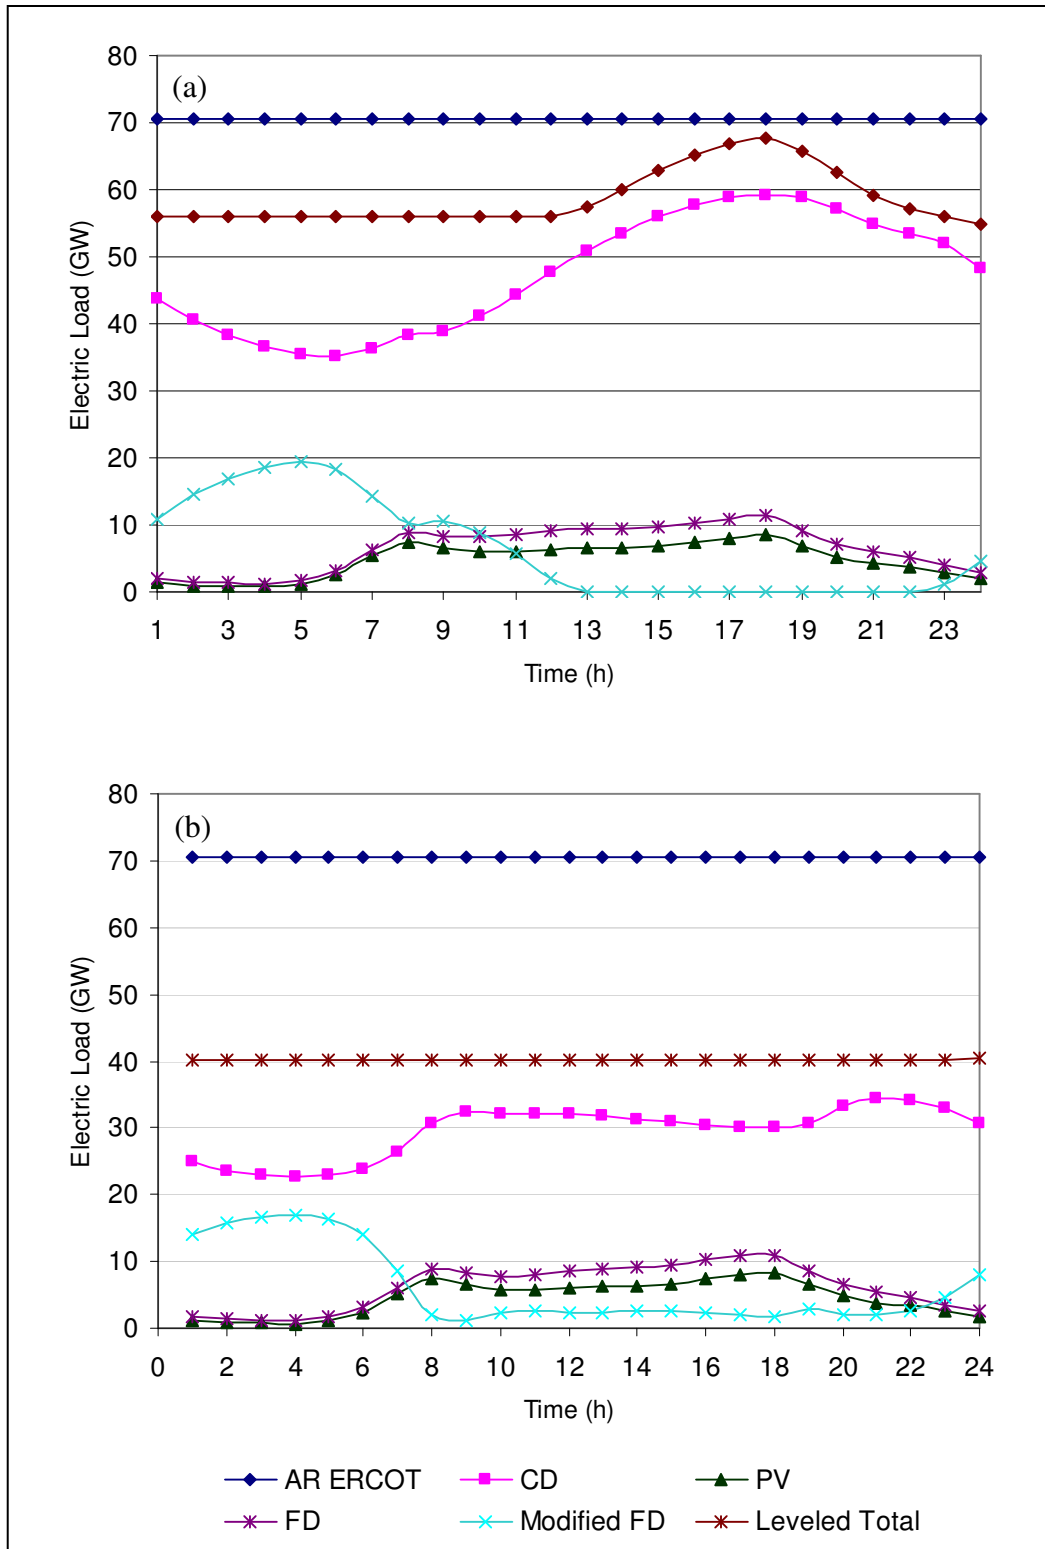 80
(a)
70
60
50
40
30
20
10
0
Electric Load (GW)
1 3 5 7 9 11 13 15 17 19 21 23
Time (h)
80
(b)
70
60
50
40
30
20
10
0
Electric Load (GW)
0 2 4 6 8 10 12 14 16 18 20 22 24
Time (h)
AR ERCOT CD PV
FD Modified FD Leveled Total